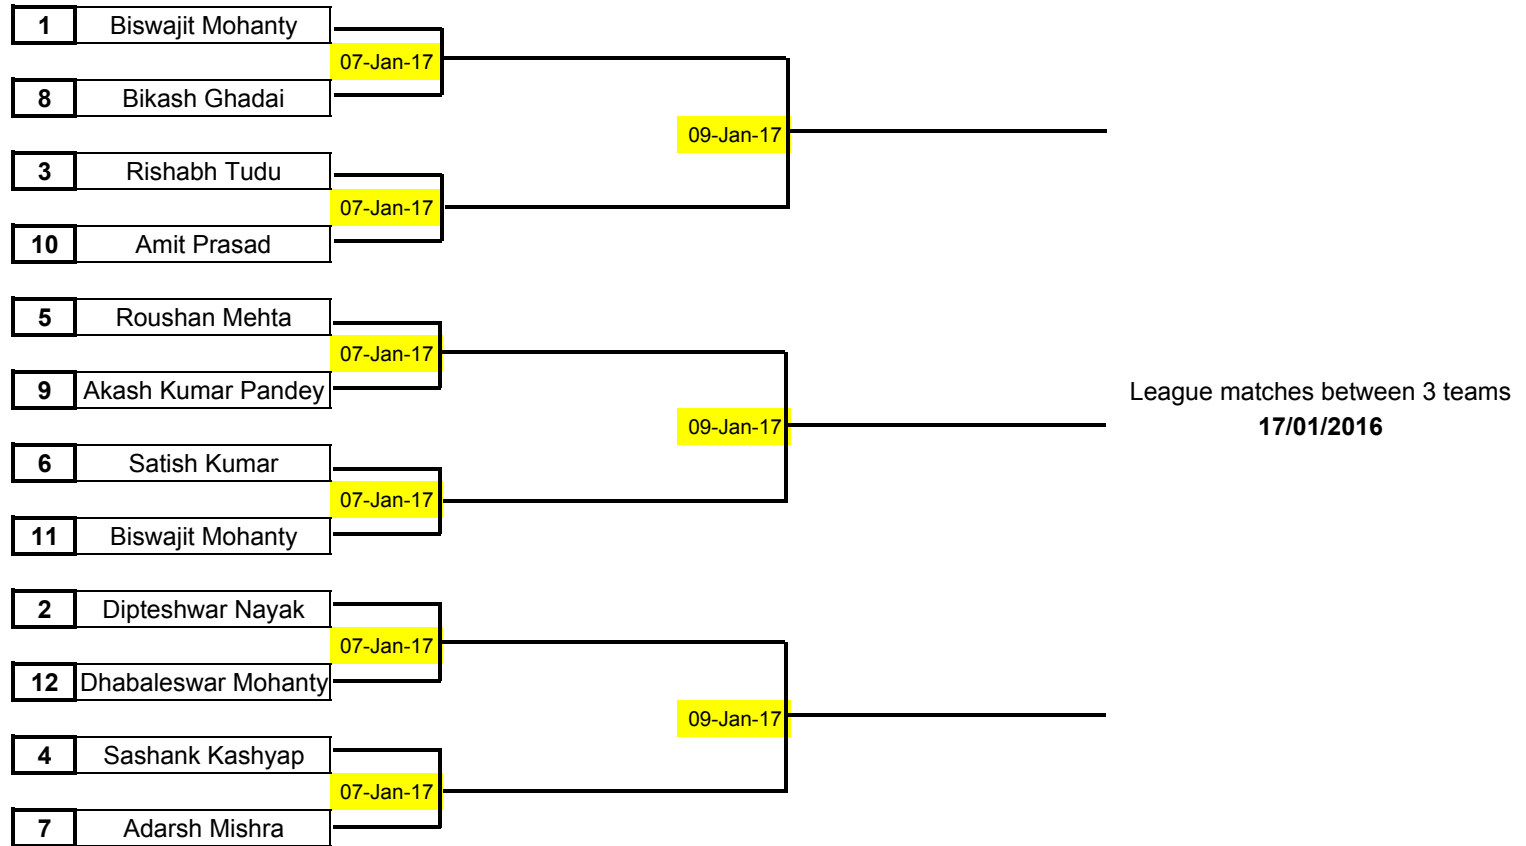 1 Biswajit Mohanty
07-Jan-17
8 Bikash Ghadai
09-Jan-17
3 Rishabh Tudu
07-Jan-17
10 Amit Prasad
5 Roushan Mehta
07-Jan-17
9 Akash Kumar Pandey
League matches between 3 teams
09-Jan-17
17/01/2016
6 Satish Kumar
07-Jan-17
11 Biswajit Mohanty
2 Dipteshwar Nayak
07-Jan-17
12 Dhabaleswar Mohanty
09-Jan-17
4 Sashank Kashyap
07-Jan-17
7 Adarsh Mishra